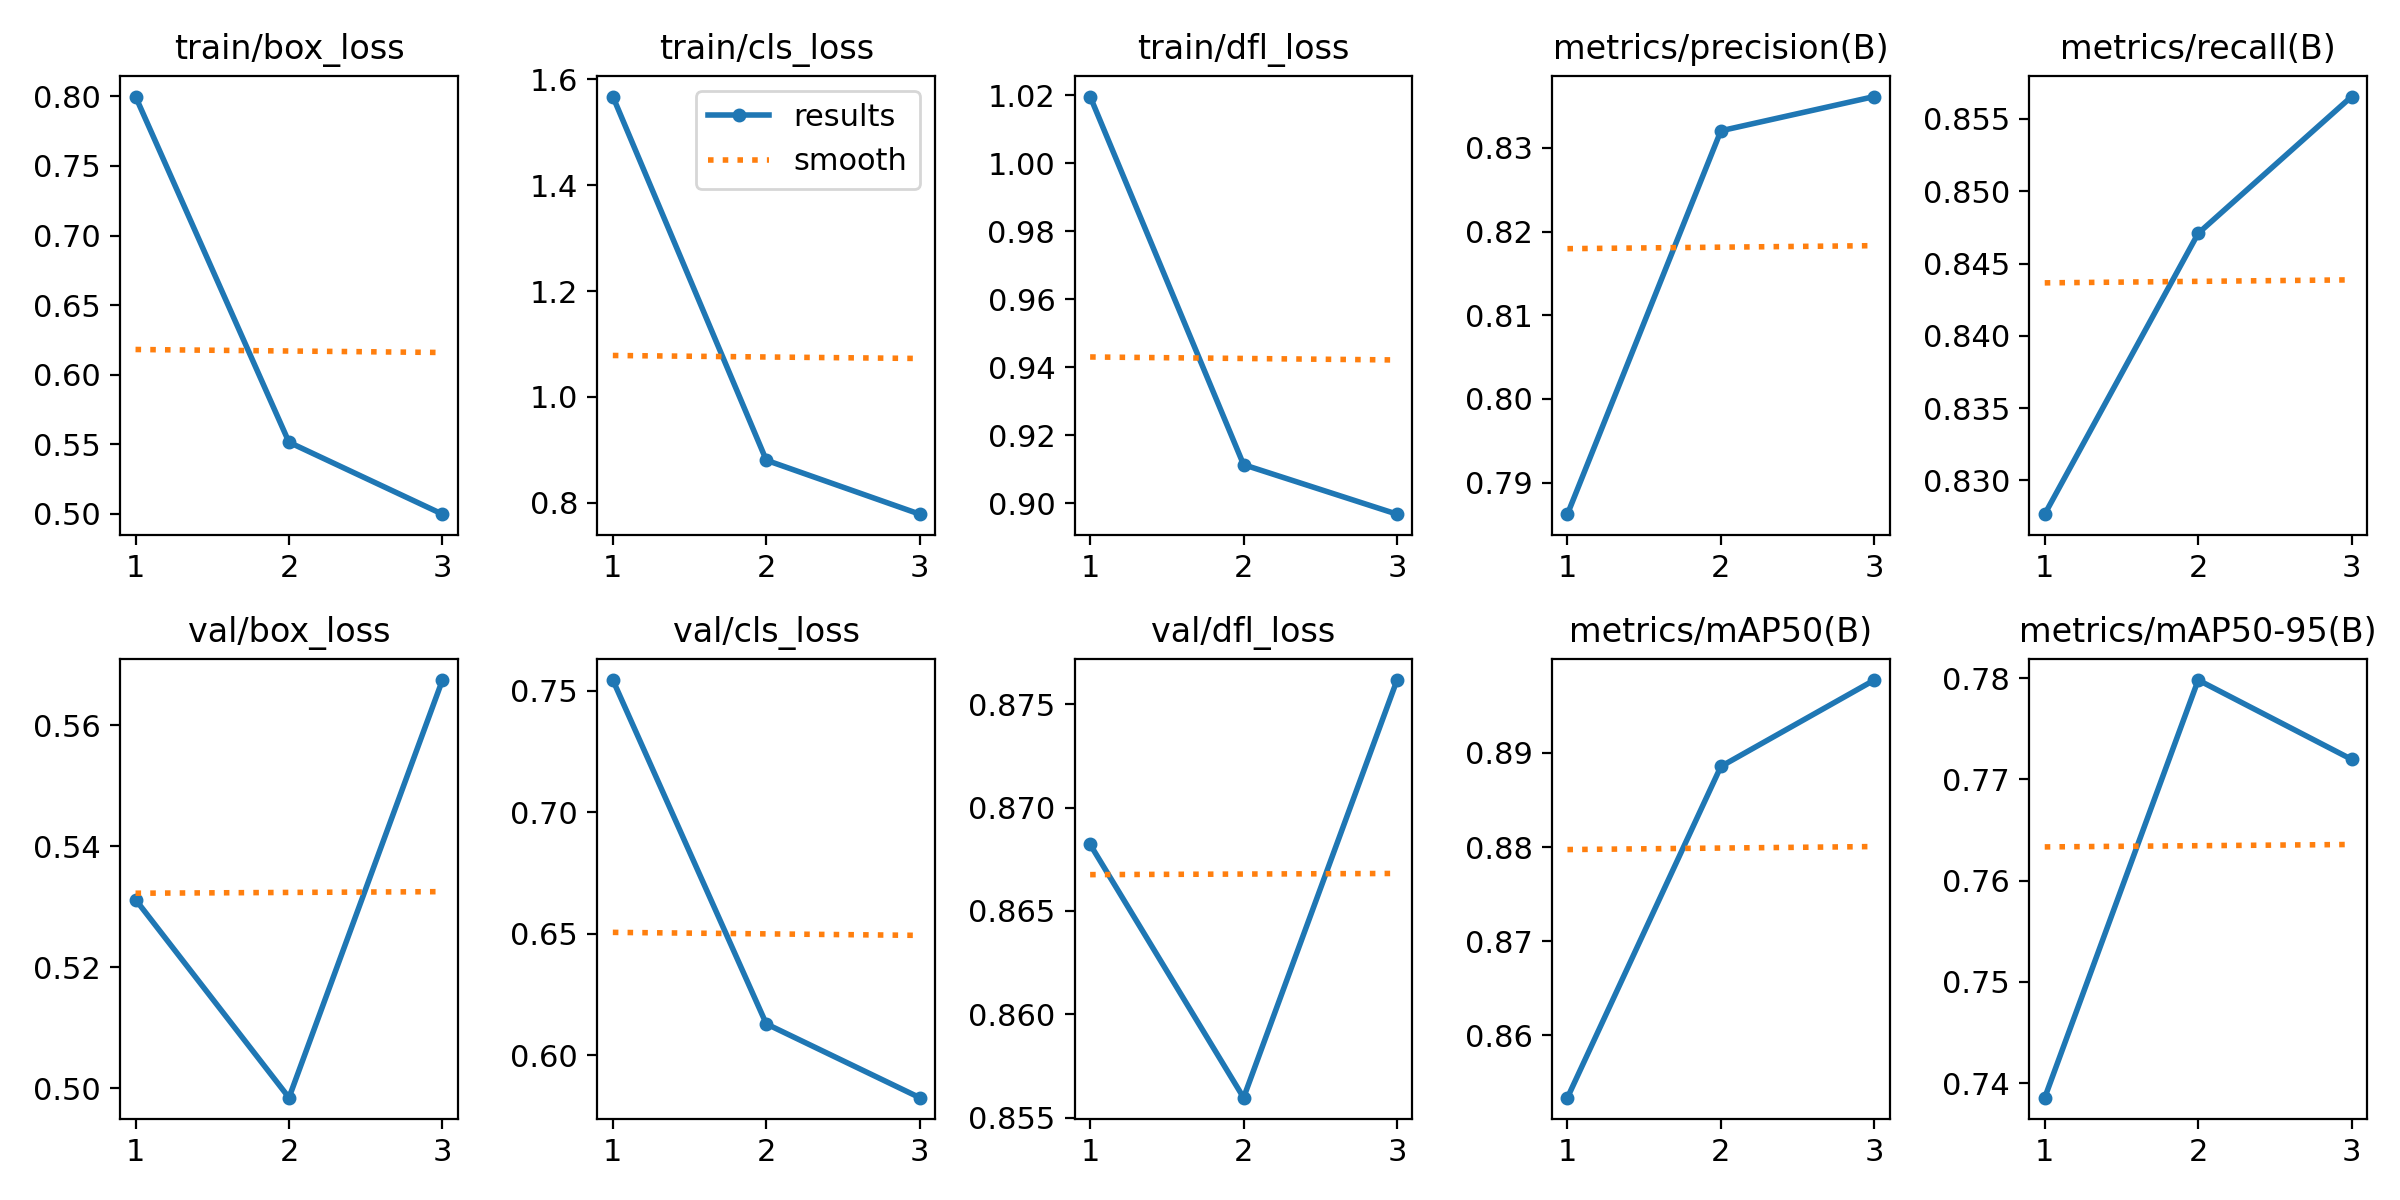 train/box_loss
0.80
0.75
0.70
0.65
0.60
0.55
0.50
1 2 3
train/cls_loss
1.6
1.4
1.2
1.0
0.8
results
smooth
1 2 3
train/dfl_loss
1.02
1.00
0.98
0.96
0.94
0.92
0.90
1 2 3
metrics/precision(B)
0.83
0.82
0.81
0.80
0.79
1 2 3
metrics/recall(B)
0.855
0.850
0.845
0.840
0.835
0.830
1 2 3
val/box_loss
0.56
0.54
0.52
0.50
1 2 3
val/cls_loss
0.75
0.70
0.65
0.60
1 2 3
val/dfl_loss
0.875
0.870
0.865
0.860
0.855
1 2 3
metrics/mAP50(B)
0.89
0.88
0.87
0.86
1 2 3
metrics/mAP50-95(B)
0.78
0.77
0.76
0.75
0.74
1 2 3